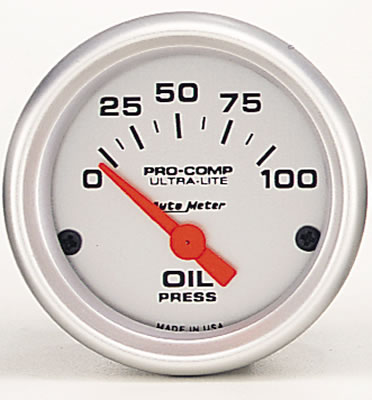 0 25 50 75 100
PRO-COMP
ULTRA-LITE
Auto Meter
OIL
PRESS
MADE IN USA